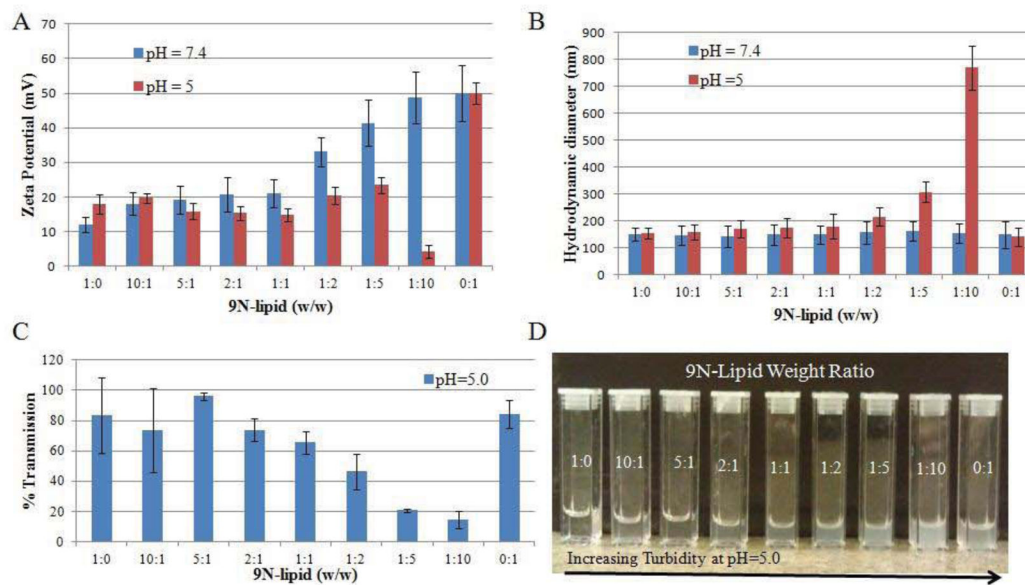 A
Zeta Potential (mV)
70
60
50
40
30
20
10
0
pH = 7.4
pH = 5
1:0 10:1 5:1 2:1 1:1 1:2 1:5 1:10 0:1
9N-lipid (w/w)
B
Hydrodynamic diameter (nm)
900
800
700
600
500
400
300
200
100
0
pH = 7.4
pH =5
1:0 10:1 5:1 2:1 1:1 1:2 1:5 1:10 0:1
9N-lipid (w/w)
C
% Transmission
120
100
80
60
40
20
0
pH=5.0
1:0 10:1 5:1 2:1 1:1 1:2 1:5 1:10 0:1
9N-lipid (w/w)
D
9N-Lipid Weight Ratio
1:0 10:1 5:1 2:1 1:1 1:2 1:5 1:10 0:1
Increasing Turbidity at pH=5.0